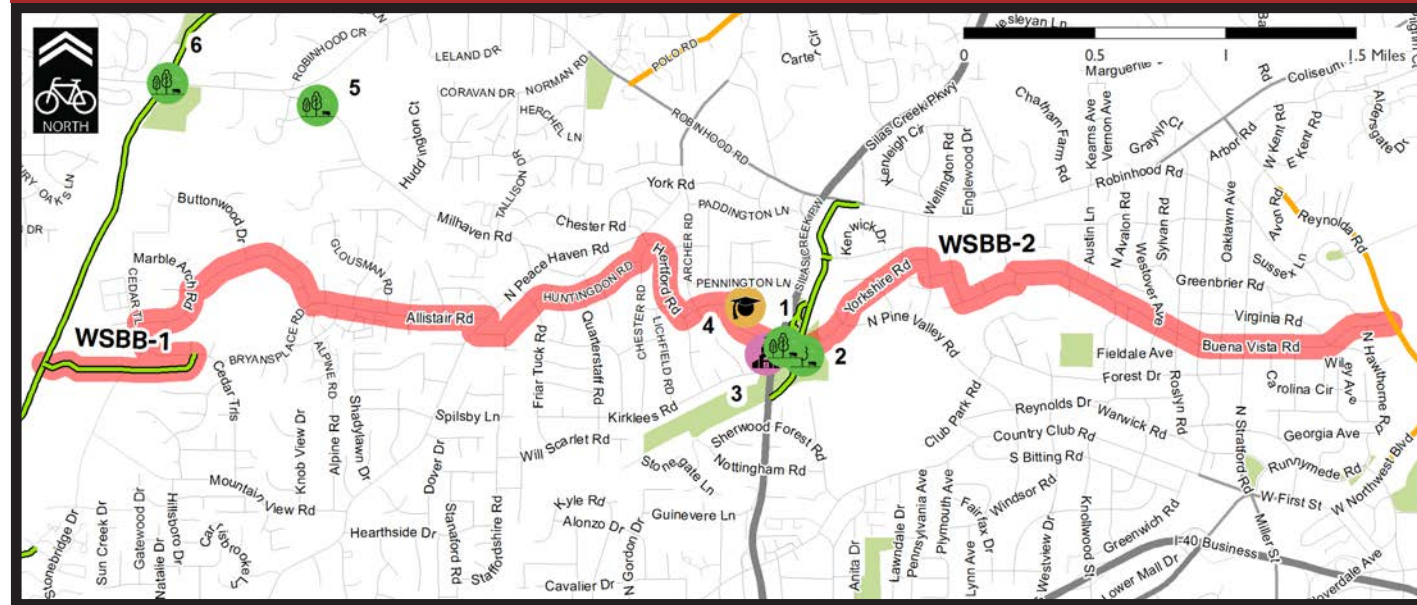 6
ROBINHOOD CR
LELAND DR
NORMAN RD
POLO RD
Carter Cir
0
0.5
1
1.5 Miles
5
CORAVAN DR
HERCHEL LN
Huddington Ct
TALLISON DR
ROBINHOOD RD
Silas Creek Pkwy
Kenleigh Cir
Wellington Rd
Englewood Dr
Chatham Farm Rd
Kearns Ave
Vernon Ave
Graylyn Ct
Arbor Rd
W Kent Rd
E Kent Rd
Coliseum
Aldersgate Dr
NORTH
Buttonwood Dr
York Rd
PADDINGTON LN
Robinhood Rd
Milhaven Rd
Chester Rd
ARCHER RD
SILAS CREEK PKW
Kenwick Dr
WSBB-2
Austin Ln
N Avalon Rd
Sylvan Rd
Oaklawn Ave
Avon Rd
Reynolda Rd
Sussex Ln
Marble Arch Rd
GLOUSMAN RD
N Peace Haven Rd
HUNTINGDON RD
Hertford Rd
PENNINGTON LN
Yorkshire Rd
Westover Ave
Greenbrier Rd
CEDAR TL
Allistair Rd
4
1
N Pine Valley Rd
Virginia Rd
WSBB-1
BRYANS PLACE RD
ALPINE RD
Friar Tuck Rd
Quarterstaff Rd
CHESTER RD
LICHFIELD RD
3
2
Fieldale Ave
Buena Vista Rd
Forest Dr
Wiley Ave
N Hawthorne Rd
Cedar Trls
Knob View Dr
Alpine Rd
Shadylawn Dr
Spilsby Ln
Kirklees Rd
Club Park Rd
Reynolds Dr
Warwick Rd
Roslyn Rd
Carolina Cir
Dover Dr
Will Scarlet Rd
Sherwood Forest Rd
Country Club Rd
N Stratford Rd
Georgia Ave
Stonegate Ln
Nottingham Rd
S Bitting Rd
Runnymede Rd
W Northwest Blvd
Mountain View Rd
Stonebridge Dr
Sun Creek Dr
Gatewood Dr
Natalie Dr
Hillsboro Dr
Carrisbrooke Ln
Hearthside Dr
Stanaford Rd
Staffordshire Rd
Kyle Rd
Alonzo Dr
Guinevere Ln
N Gordon Dr
Cavalier Dr
Anita Dr
Lawndale Dr
Pennsylvania Ave
Plymouth Ave
Fairfax Dr
Lynn Ave
Windsor Rd
S Westview Dr
Knollwood St
Greenwich Rd
Lower Mall Dr
W First St
Miller St
I-40 Business